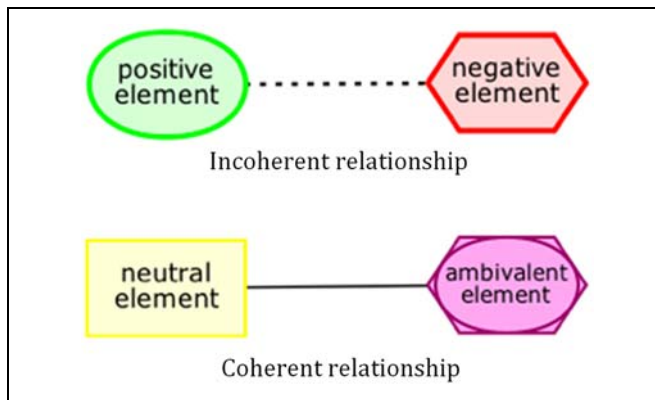 positive
element
negative
element
Incoherent relationship
neutral
element
ambivalent
element
Coherent relationship